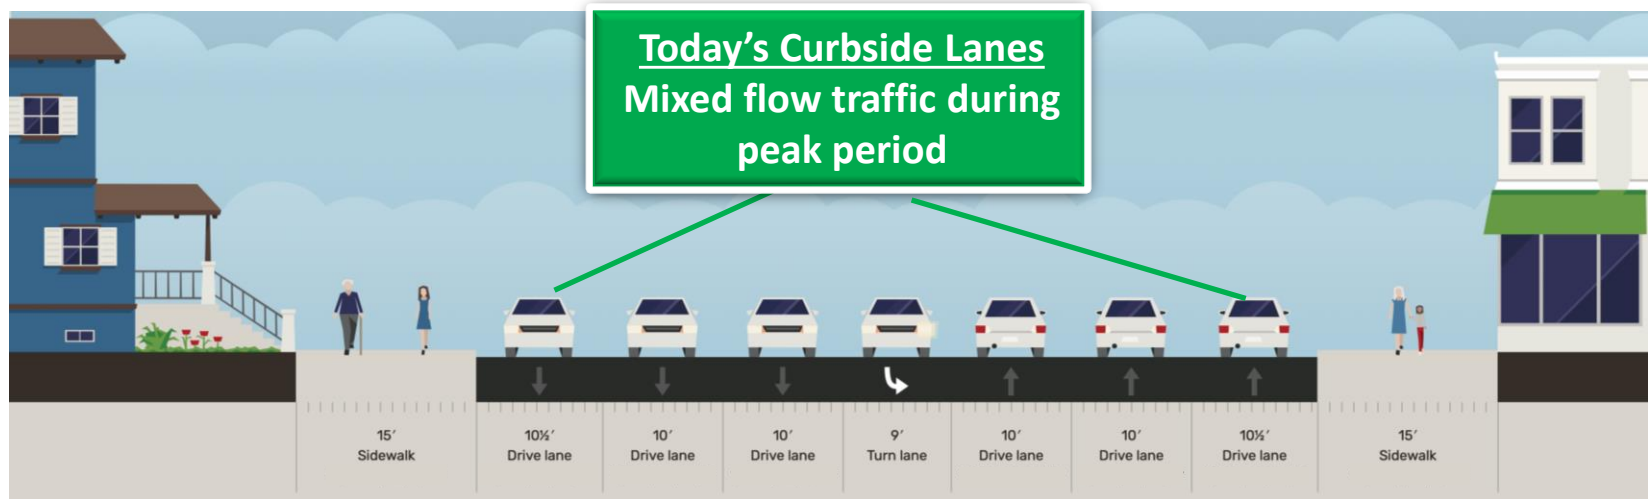 Today’s Curbside Lanes
Mixed flow traffic during
peak period
15′
Sidewalk
10½′
Drive lane
10′
Drive lane
10′
Drive lane
9′
Turn lane
10′
Drive lane
10′
Drive lane
10½′
Drive lane
15′
Sidewalk